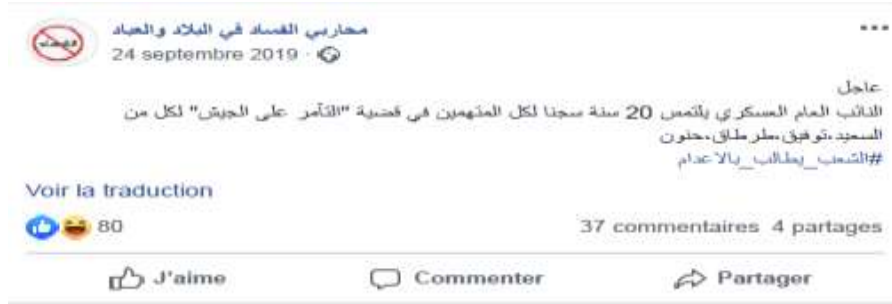 محاربي الفساد في البلاد والعباد
24 septembre 2019
عاجل
النائب العام العسكري يلتمس 20 سنة سجنا لكل المتهمين في قضية "التآمر على الجيش" لكل من
السعيد،توفيق،طرطاق،حنون
#الشعب_يطالب_بالاعدام
Voir la traduction
80
37 commentaires 4 partages
J'aime Commenter Partager